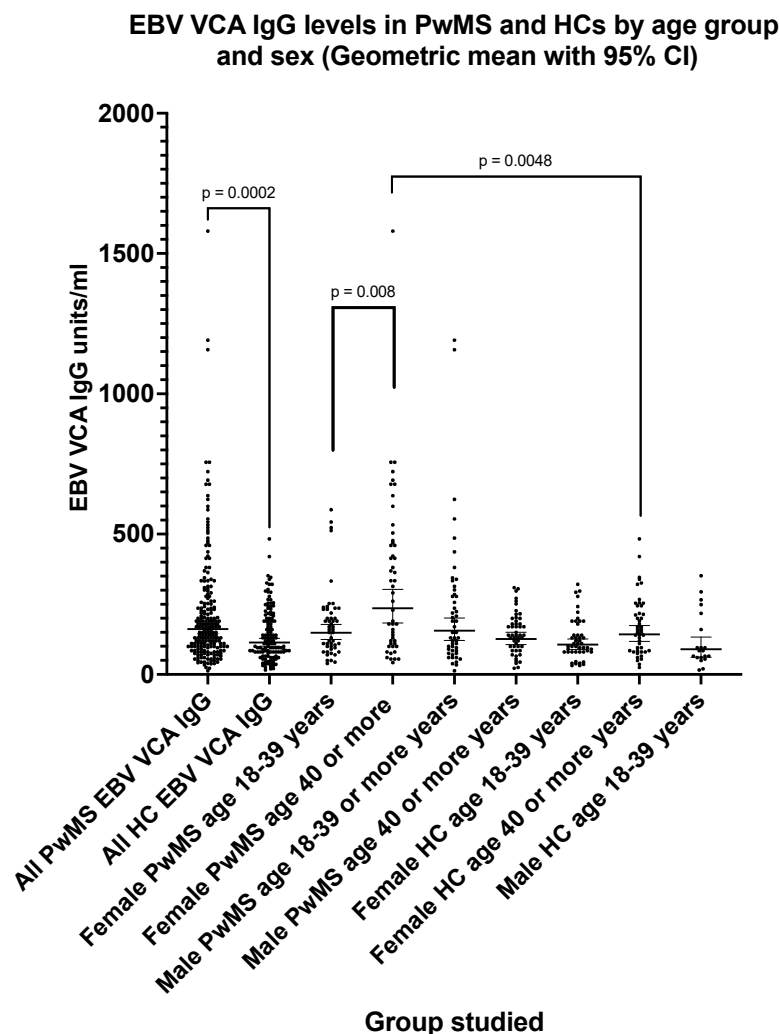 EBV VCA IgG levels in PwMS and HCs by age group
and sex (Geometric mean with 95% CI)
EBV VCA IgG units/ml
2000
1500
1000
500
0
p = 0.0002
p = 0.008
p = 0.0048
All PwMS EBV VCA IgG
All HC EBV VCA IgG
Female PwMS age 18-39 years
Female PwMS age 40 or more
Male PwMS age 18-39 or more years
Male PwMS age 40 or more years
Female HC age 18-39 years
Female HC age 40 or more years
Male HC age 18-39 years
Group studied